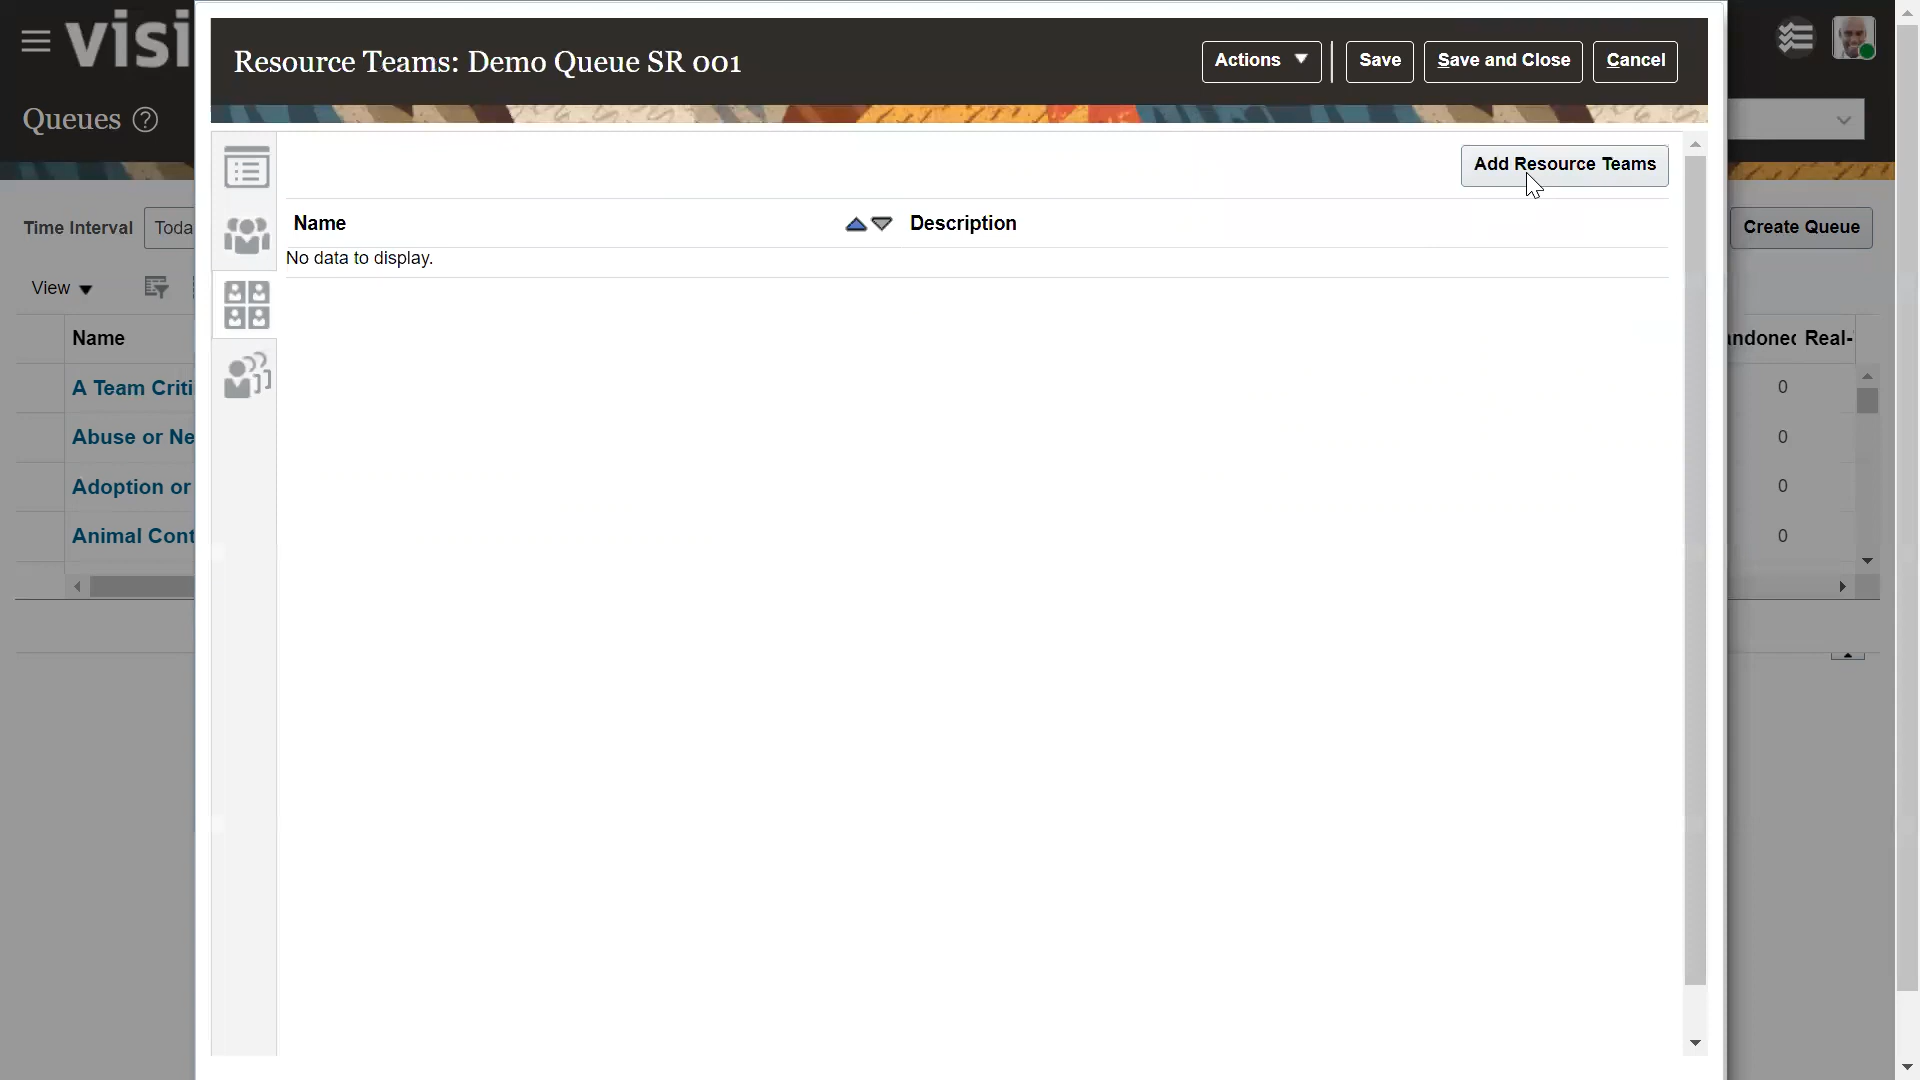 visi
Queues ?
Time Interval Toda
View
Name
A Team Criti
Abuse or Ne
Adoption or
Animal Cont
Resource Teams: Demo Queue SR 001
Actions
Save
Save and Close
Cancel
Add Resource Teams
Name Description
No data to display.
Create Queue
Real-
0
0
0
0